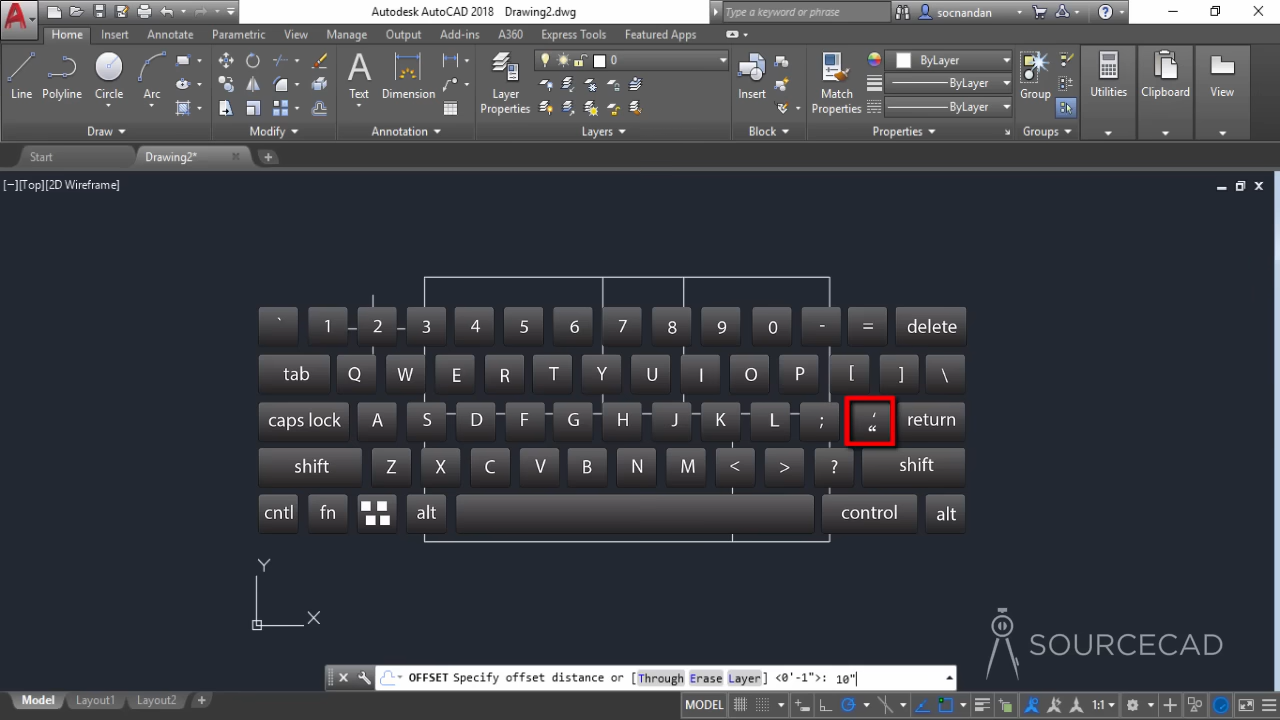 Autodesk AutoCAD 2018 Drawing2.dwg
Type a keyword or phrase
socnandan
Home Insert Annotate Parametric View Manage Output Add-ins A360 Express Tools Featured Apps
0
ByLayer
ByLayer
ByLayer
Line Polyline Circle Arc
Text Dimension
Layer Properties
Insert
Match Properties
Group
Utilities
Clipboard
View
Draw Modify Annotation Layers Block Properties Groups
Start Drawing2*
[−][Top][2D Wireframe]
` 1 2 3 4 5 6 7 8 9 0 - = delete
tab Q W E R T Y U I O P [ ] \
caps lock A S D F G H J K L ; ‘ “ return
shift Z X C V B N M < > ? shift
cntl fn alt control alt
Y
X
SOURCECAD
OFFSET Specify offset distance or [Through Erase Layer] <0'-1">: 10"
Model Layout1 Layout2
MODEL 1:1